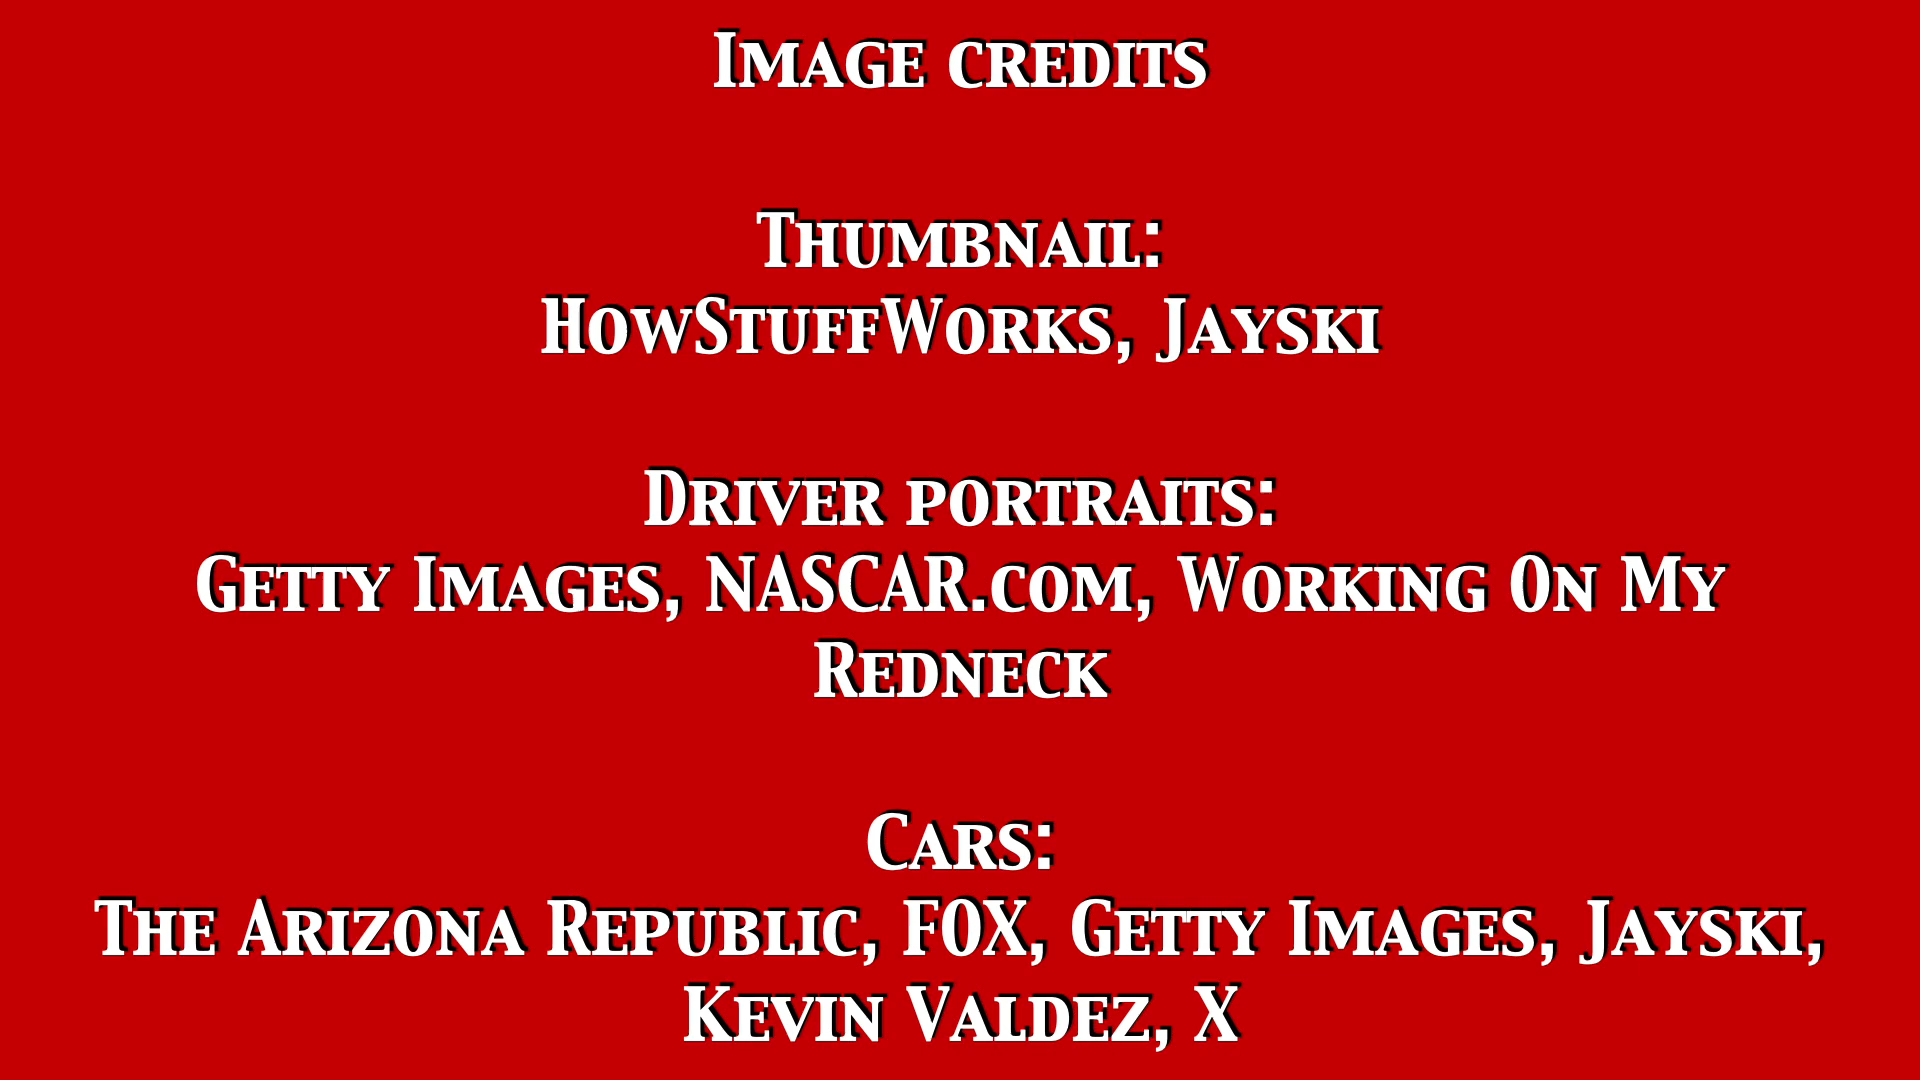 Image credits
Thumbnail:
HowStuffWorks, Jayski
Driver portraits:
Getty Images, NASCAR.com, Working On My
Redneck
Cars:
The Arizona Republic, FOX, Getty Images, Jayski,
Kevin Valdez, X